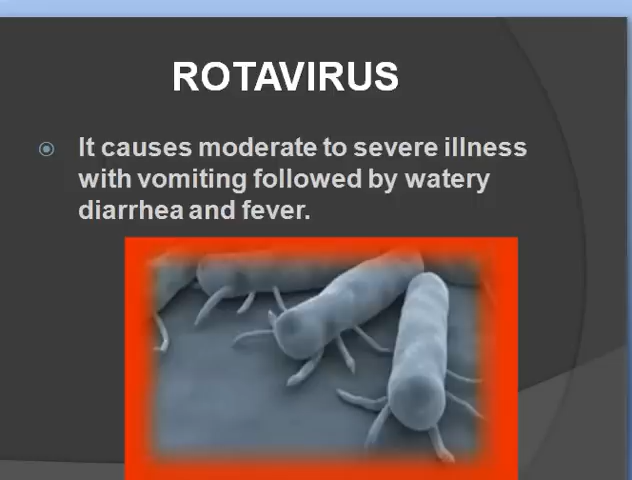 ROTAVIRUS
It causes moderate to severe illness
with vomiting followed by watery
diarrhea and fever.